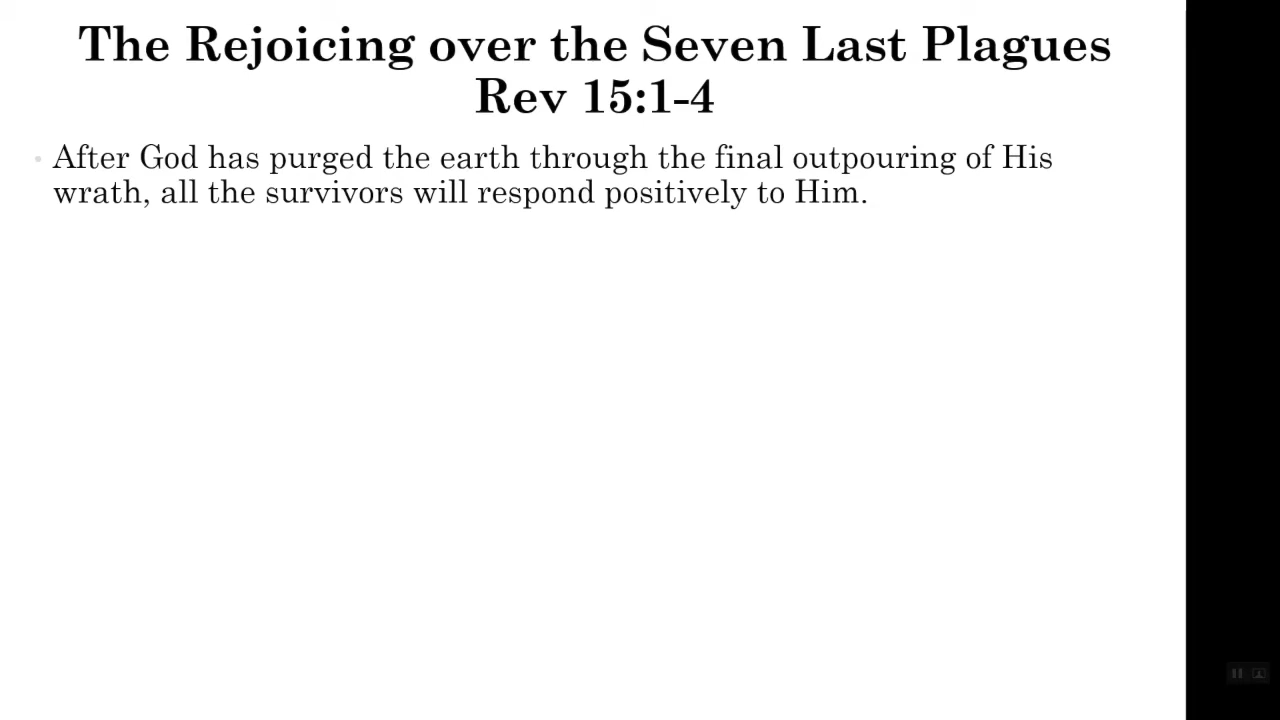 The Rejoicing over the Seven Last Plagues
Rev 15:1-4
• After God has purged the earth through the final outpouring of His
wrath, all the survivors will respond positively to Him.